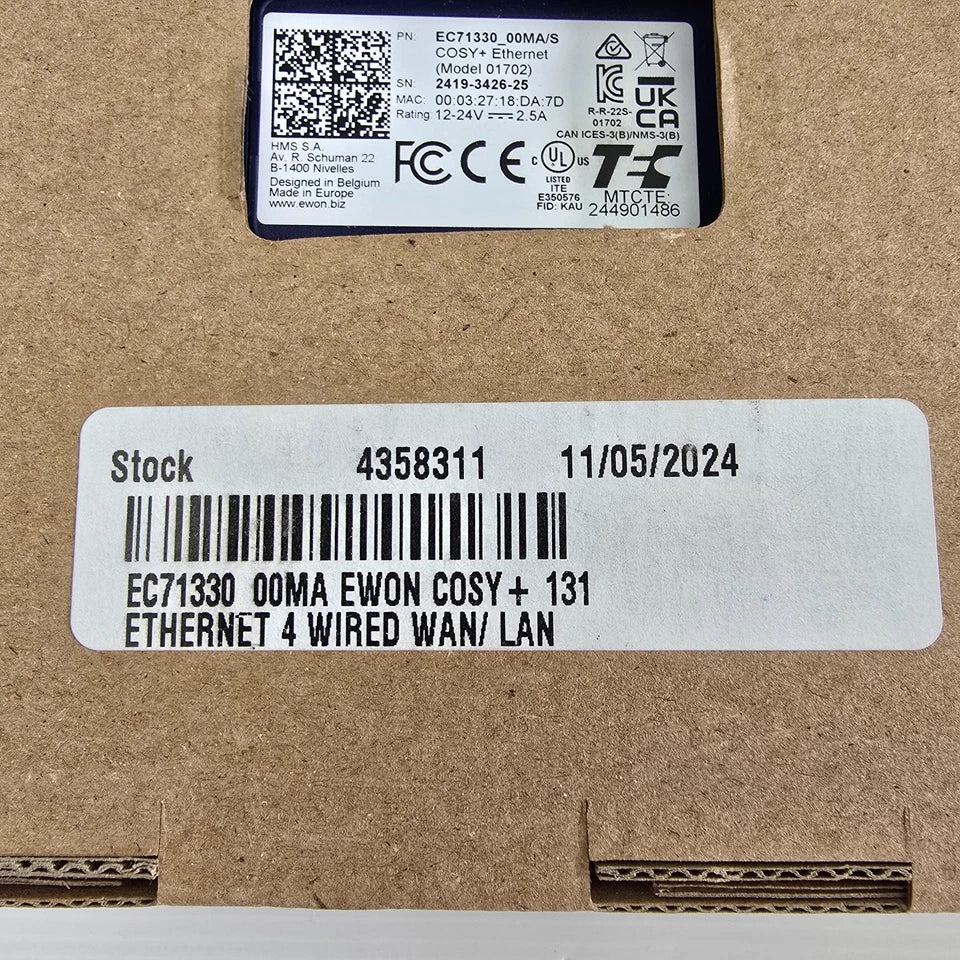 PN: EC71330_00MA/S
COSY+ Ethernet
(Model 01702)
SN: 2419-3426-25
MAC: 00:03:27:18:DA:7D
Rating: 12-24V 2.5A
HMS S.A.
Av. R. Schuman 22
B-1400 Nivelles
Designed in Belgium
Made in Europe
www.ewon.biz
FC CE
C UL US
LISTED
ITE
E350576
FID: KAU
R-R-22S-
01702
UK
CA
CAN ICES-3(B)/NMS-3(B)
TEC
MTCTE:
244901486
Stock 4358311 11/05/2024
EC71330 00MA EWON COSY+ 131
ETHERNET 4 WIRED WAN/ LAN